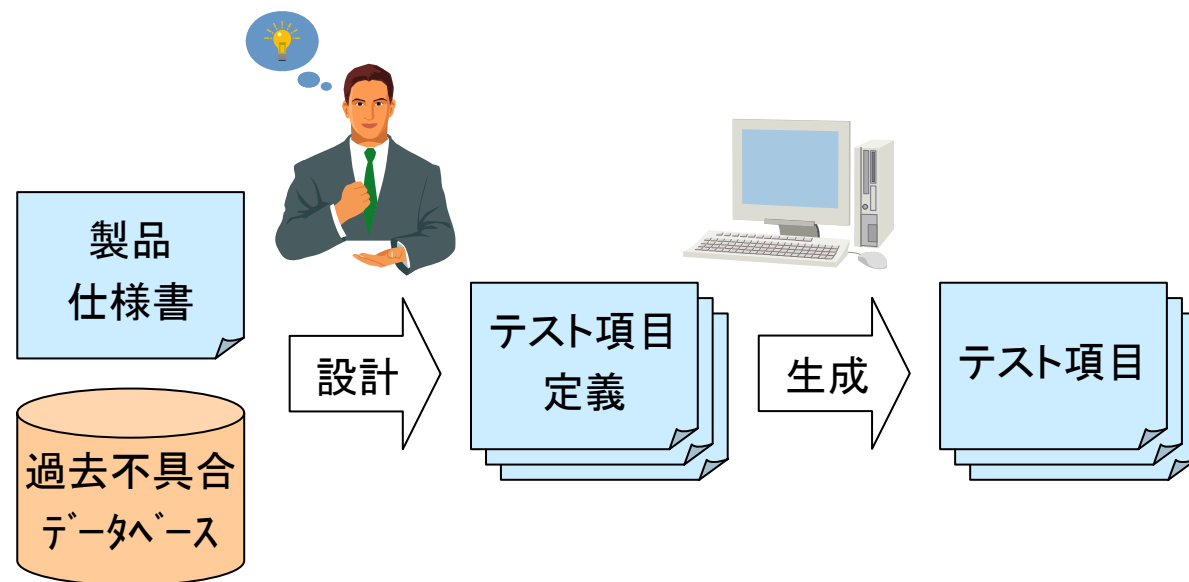 製品
仕様書
過去不具合
ﾃﾞｰﾀﾍﾞｰｽ
設計
テスト項目
定義
生成
テスト項目